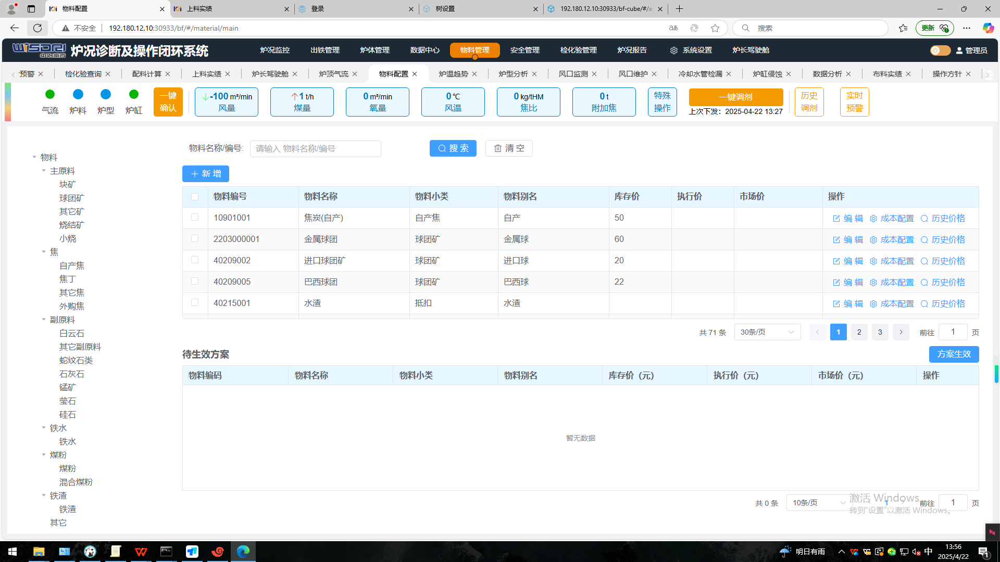 物料配置
上料实绩
登录
树设置
192.180.12.10:30933/bf-cube/#/a
不安全
192.180.12.10:30933/bf/#/material/main
搜索
更新
WISDRI
中冶南方
炉况诊断及操作闭环系统
炉况监控
出铁管理
炉体管理
数据中心
物料管理
安全管理
检化验管理
炉况报告
系统设置
炉长驾驶舱
管理员
预警
检化验查询
配料计算
上料实绩
炉长驾驶舱
炉顶气流
物料配置
炉温趋势
炉型分析
风口监测
风口维护
冷却水管检漏
炉缸侵蚀
数据分析
布料实绩
操作方针
气流
炉料
炉型
炉缸
一键
确认
-100 m³/min
风量
1 t/h
煤量
0 m³/min
氧量
0 ℃
风温
0 kg/tHM
焦比
0 t
附加焦
特殊
操作
一键调剂
上次下发：2025-04-22 13:27
历史
调剂
实时
预警
物料
主原料
块矿
球团矿
其它矿
烧结矿
小烧
焦
自产焦
焦丁
其它焦
外购焦
副原料
白云石
其它副原料
蛇纹石类
石灰石
锰矿
莹石
硅石
铁水
铁水
煤粉
煤粉
混合煤粉
铁渣
铁渣
其它
物料名称/编号:
请输入 物料名称/编号
搜 索
清 空
新 增
物料编号 物料名称 物料小类 物料别名 库存价 执行价 市场价 操作
10901001 焦炭(自产) 自产焦 自产 50 编 辑 成本配置 历史价格
2203000001 金属球团 球团矿 金属球 60 编 辑 成本配置 历史价格
40209002 进口球团矿 球团矿 进口球 20 编 辑 成本配置 历史价格
40209005 巴西球团 球团矿 巴西球 22 编 辑 成本配置 历史价格
40215001 水渣 抵扣 水渣 编 辑 成本配置 历史价格
共 71 条 30条/页 1 2 3 前往 1 页
待生效方案
方案生效
物料编码 物料名称 物料小类 物料别名 库存价（元） 执行价（元） 市场价（元） 操作
暂无数据
共 0 条 10条/页 1 前往 1 页
激活 Windows
转到"设置"以激活 Windows。
明日有雨
中
13:56
2025/4/22
1